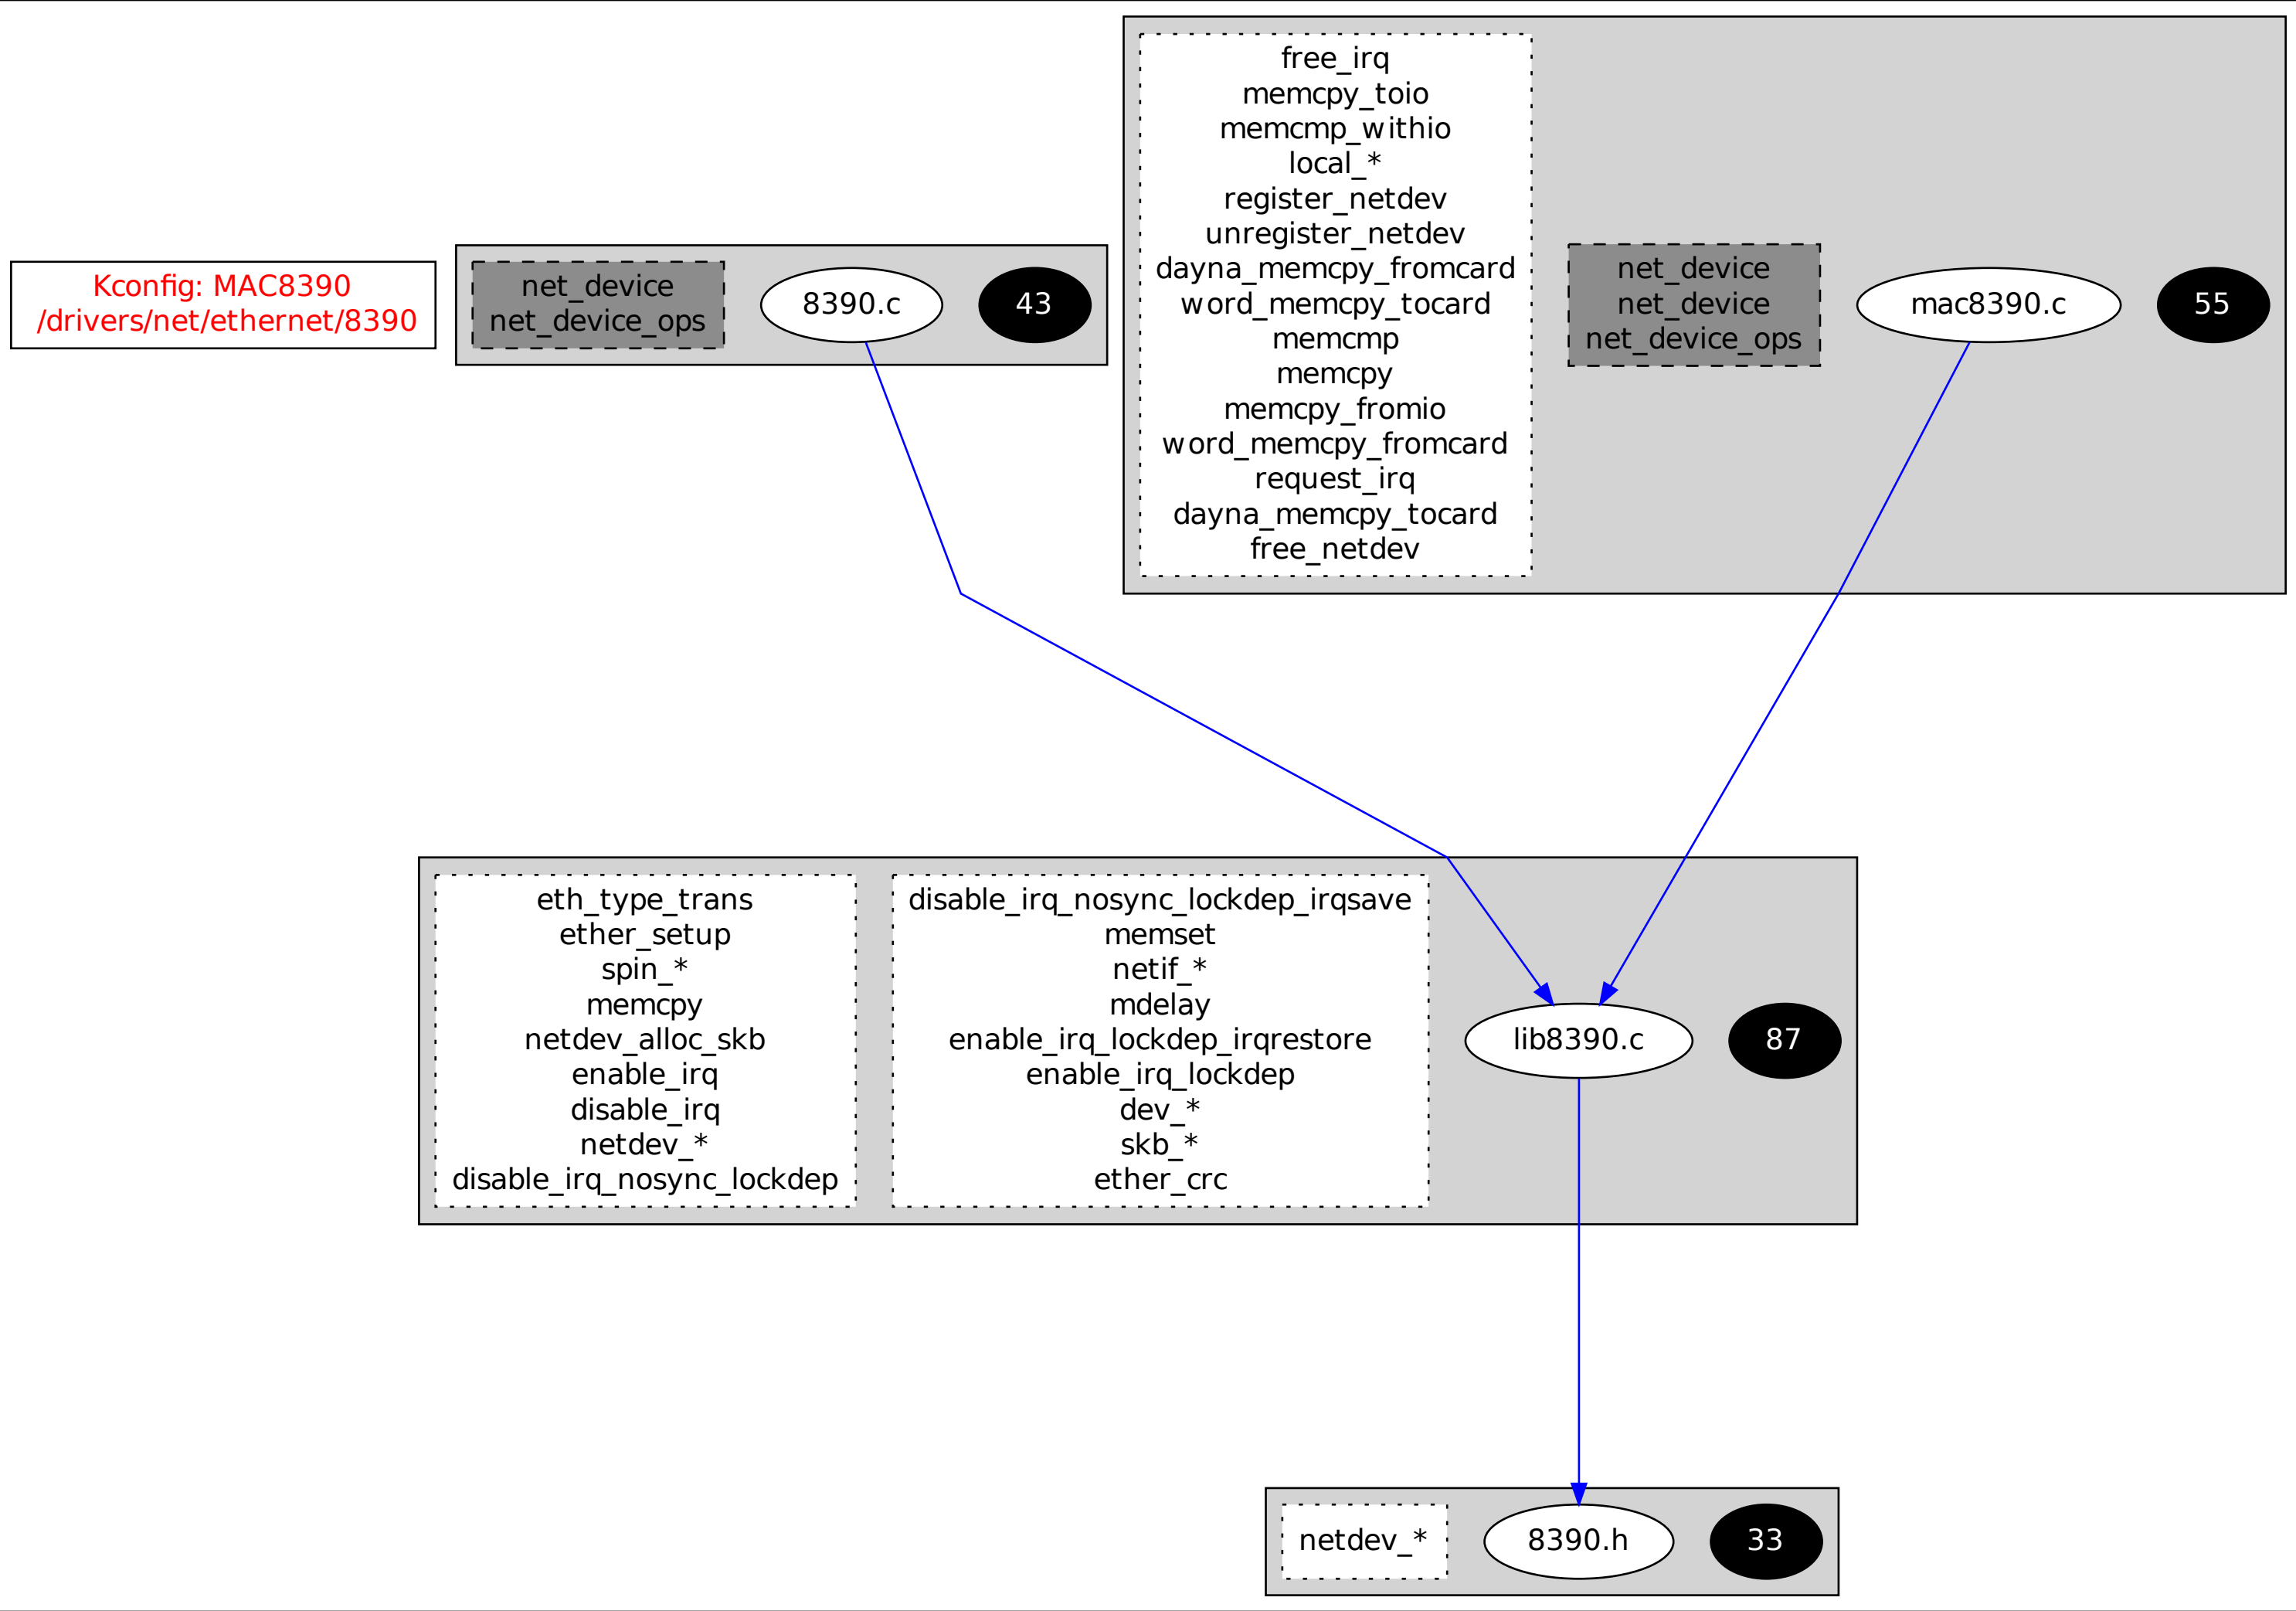 Kconfig: MAC8390
/drivers/net/ethernet/8390
net_device
net_device_ops
8390.c
43
free_irq
memcpy_toio
memcmp_withio
local_*
register_netdev
unregister_netdev
dayna_memcpy_fromcard
word_memcpy_tocard
memcmp
memcpy
memcpy_fromio
word_memcpy_fromcard
request_irq
dayna_memcpy_tocard
free_netdev
net_device
net_device
net_device_ops
mac8390.c
55
eth_type_trans
ether_setup
spin_*
memcpy
netdev_alloc_skb
enable_irq
disable_irq
netdev_*
disable_irq_nosync_lockdep
disable_irq_nosync_lockdep_irqsave
memset
netif_*
mdelay
enable_irq_lockdep_irqrestore
enable_irq_lockdep
dev_*
skb_*
ether_crc
lib8390.c
87
netdev_*
8390.h
33